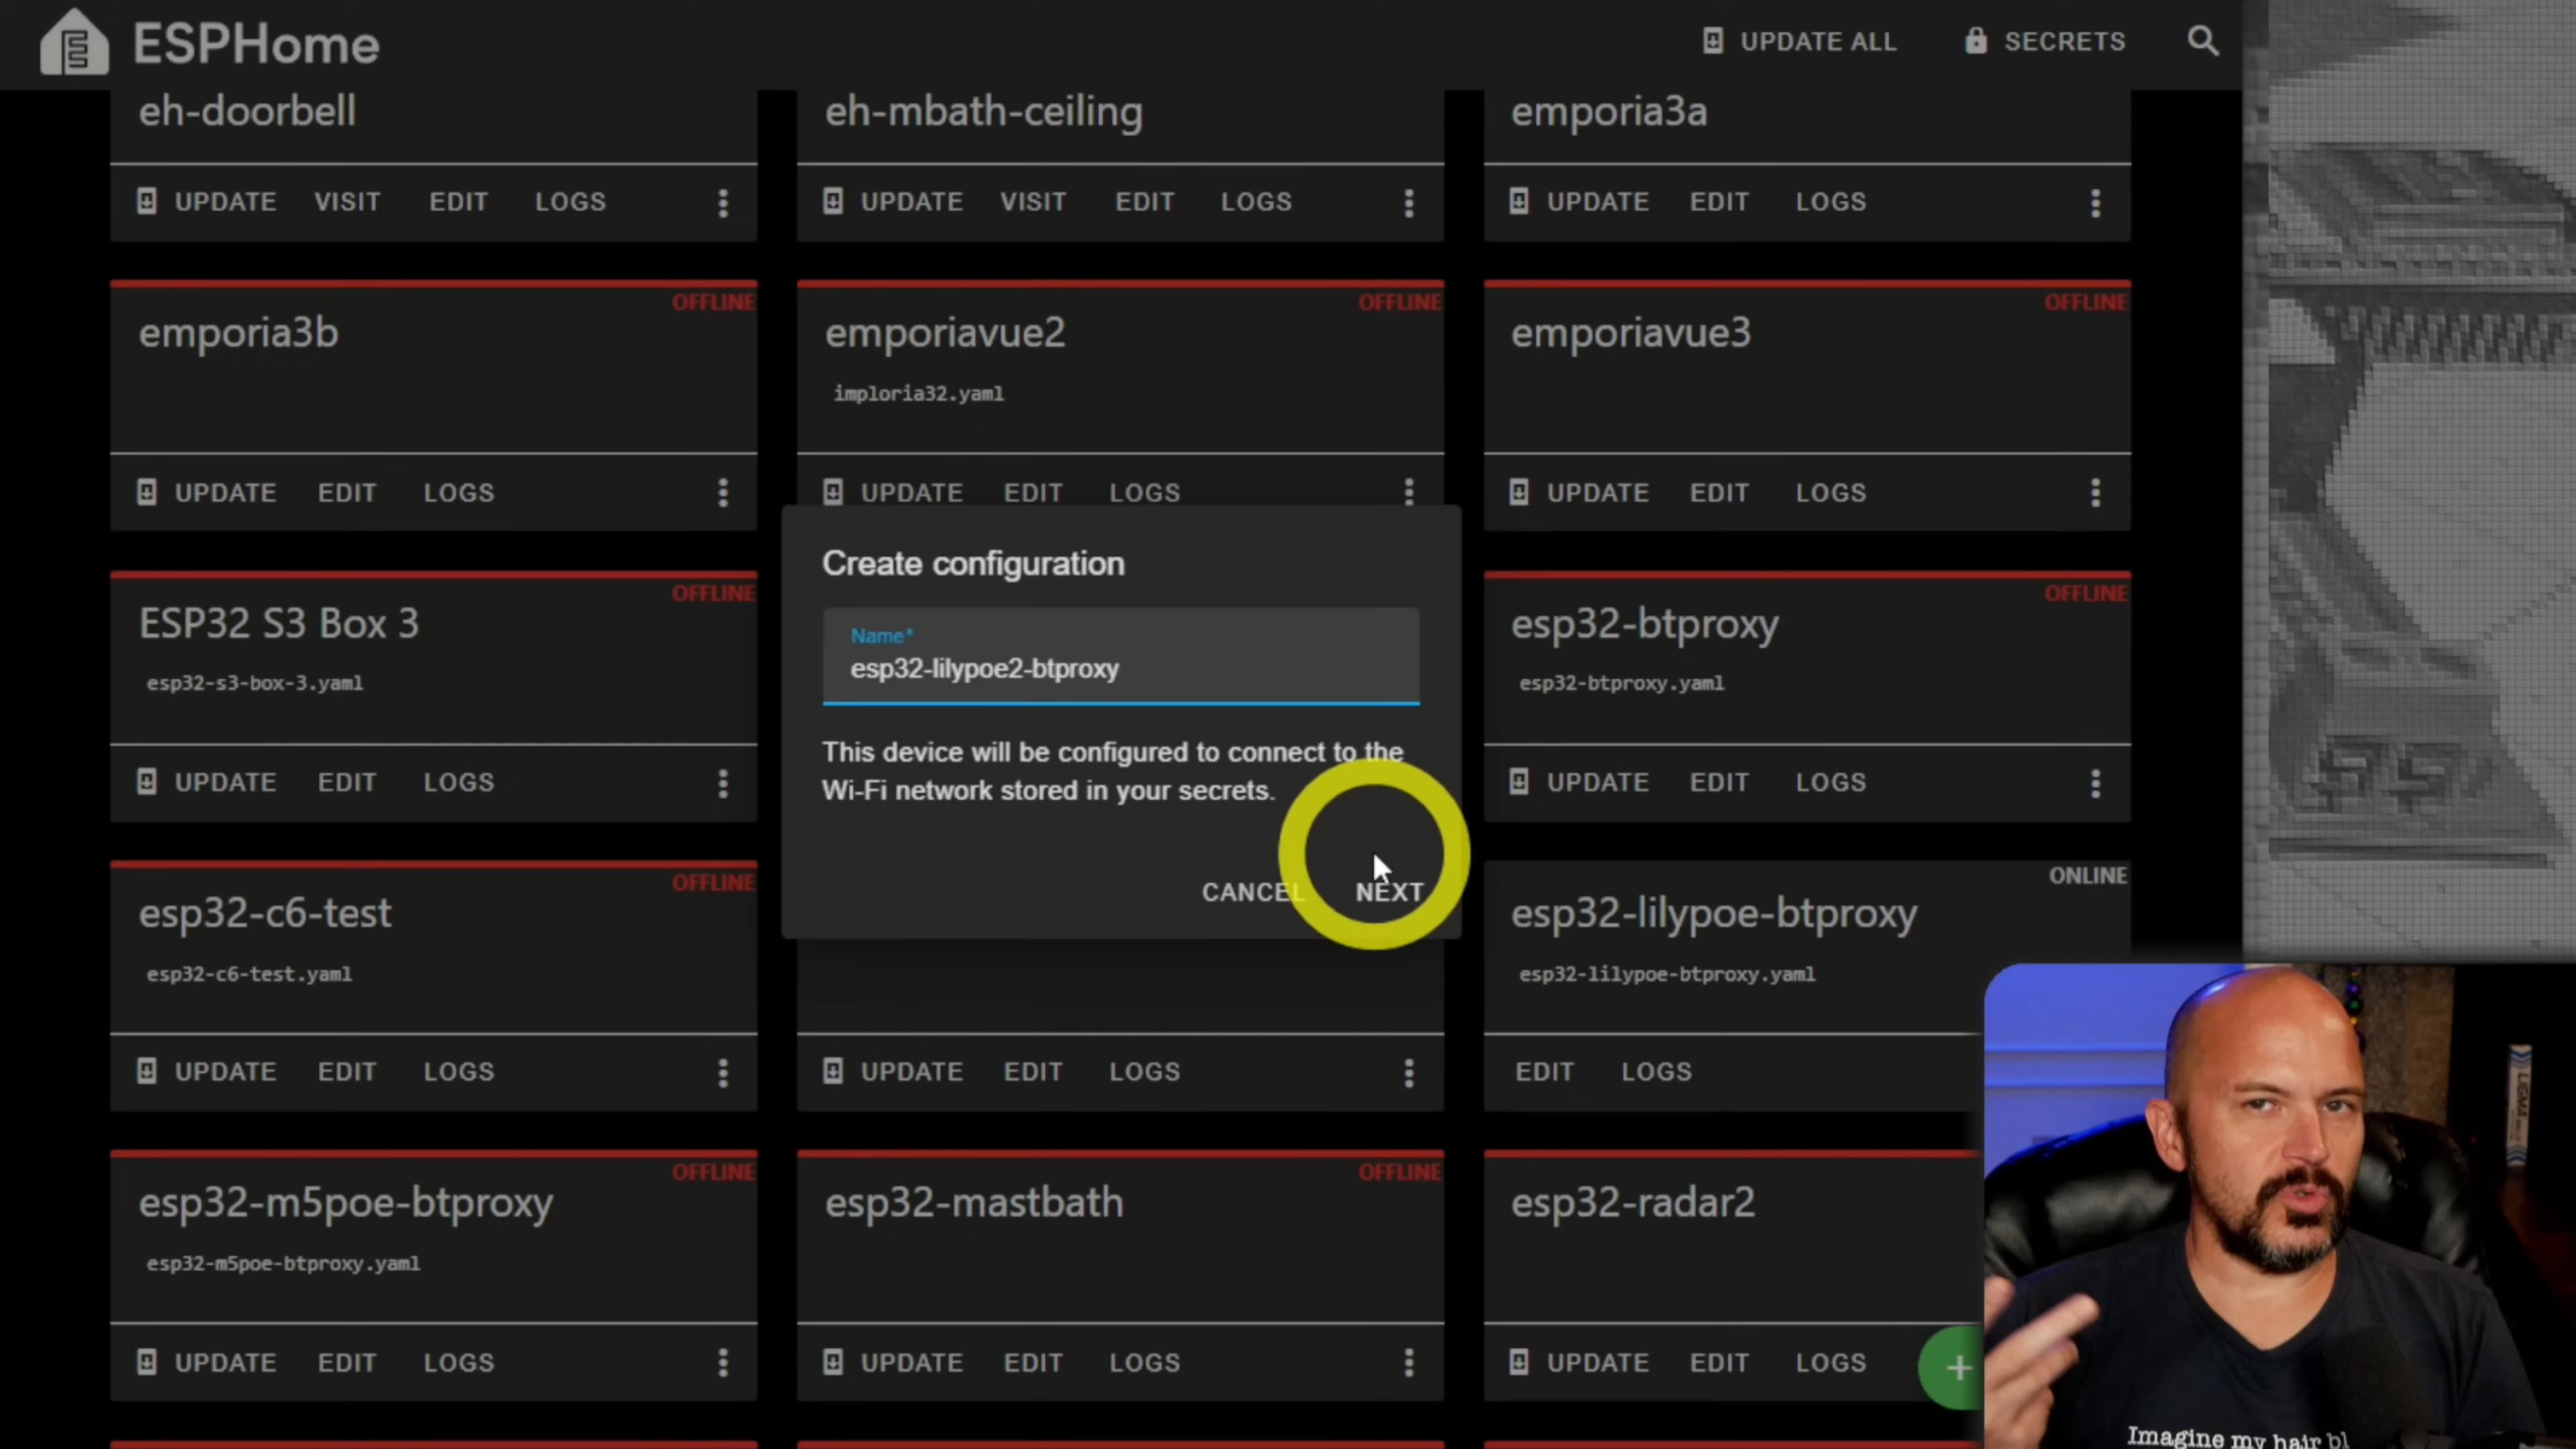 ESPHome
UPDATE ALL
SECRETS
eh-doorbell
UPDATE VISIT EDIT LOGS
eh-mbath-ceiling
UPDATE VISIT EDIT LOGS
emporia3a
UPDATE EDIT LOGS
OFFLINE
emporia3b
UPDATE EDIT LOGS
OFFLINE
emporiavue2
imploria32.yaml
UPDATE EDIT LOGS
OFFLINE
emporiavue3
UPDATE EDIT LOGS
OFFLINE
ESP32 S3 Box 3
esp32-s3-box-3.yaml
UPDATE EDIT LOGS
Create configuration
Name*
esp32-lilypoe2-btproxy
This device will be configured to connect to the
Wi-Fi network stored in your secrets.
CANCEL NEXT
OFFLINE
esp32-btproxy
esp32-btproxy.yaml
UPDATE EDIT LOGS
OFFLINE
esp32-c6-test
esp32-c6-test.yaml
UPDATE EDIT LOGS
UPDATE EDIT LOGS
ONLINE
esp32-lilypoe-btproxy
esp32-lilypoe-btproxy.yaml
EDIT LOGS
OFFLINE
esp32-m5poe-btproxy
esp32-m5poe-btproxy.yaml
UPDATE EDIT LOGS
OFFLINE
esp32-mastbath
UPDATE EDIT LOGS
esp32-radar2
UPDATE EDIT LOGS
Imagine my hair bl